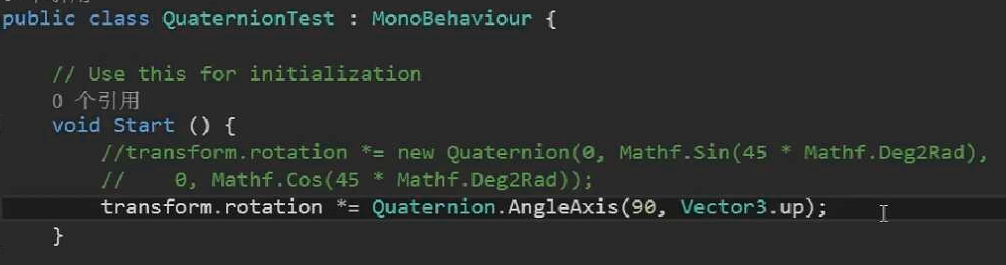 public class QuaternionTest : MonoBehaviour {
// Use this for initialization
0 个引用
void Start () {
//transform.rotation *= new Quaternion(0, Mathf.Sin(45 * Mathf.Deg2Rad),
//    0, Mathf.Cos(45 * Mathf.Deg2Rad));
transform.rotation *= Quaternion.AngleAxis(90, Vector3.up);
}